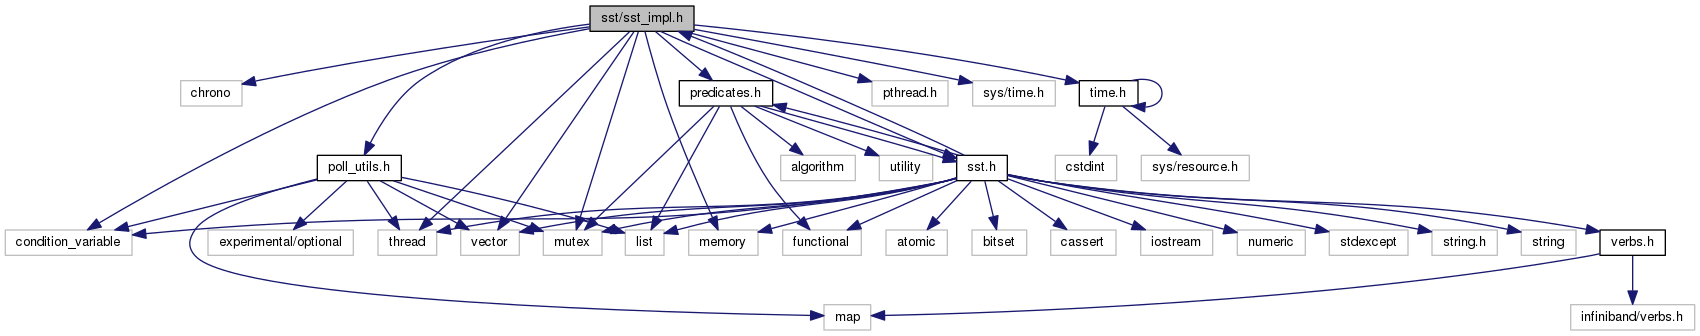 sst/sst_impl.h
chrono
predicates.h
pthread.h
sys/time.h
time.h
poll_utils.h
algorithm
utility
sst.h
cstdint
sys/resource.h
condition_variable
experimental/optional
thread
vector
mutex
list
memory
functional
atomic
bitset
cassert
iostream
numeric
stdexcept
string.h
string
verbs.h
map
infiniband/verbs.h